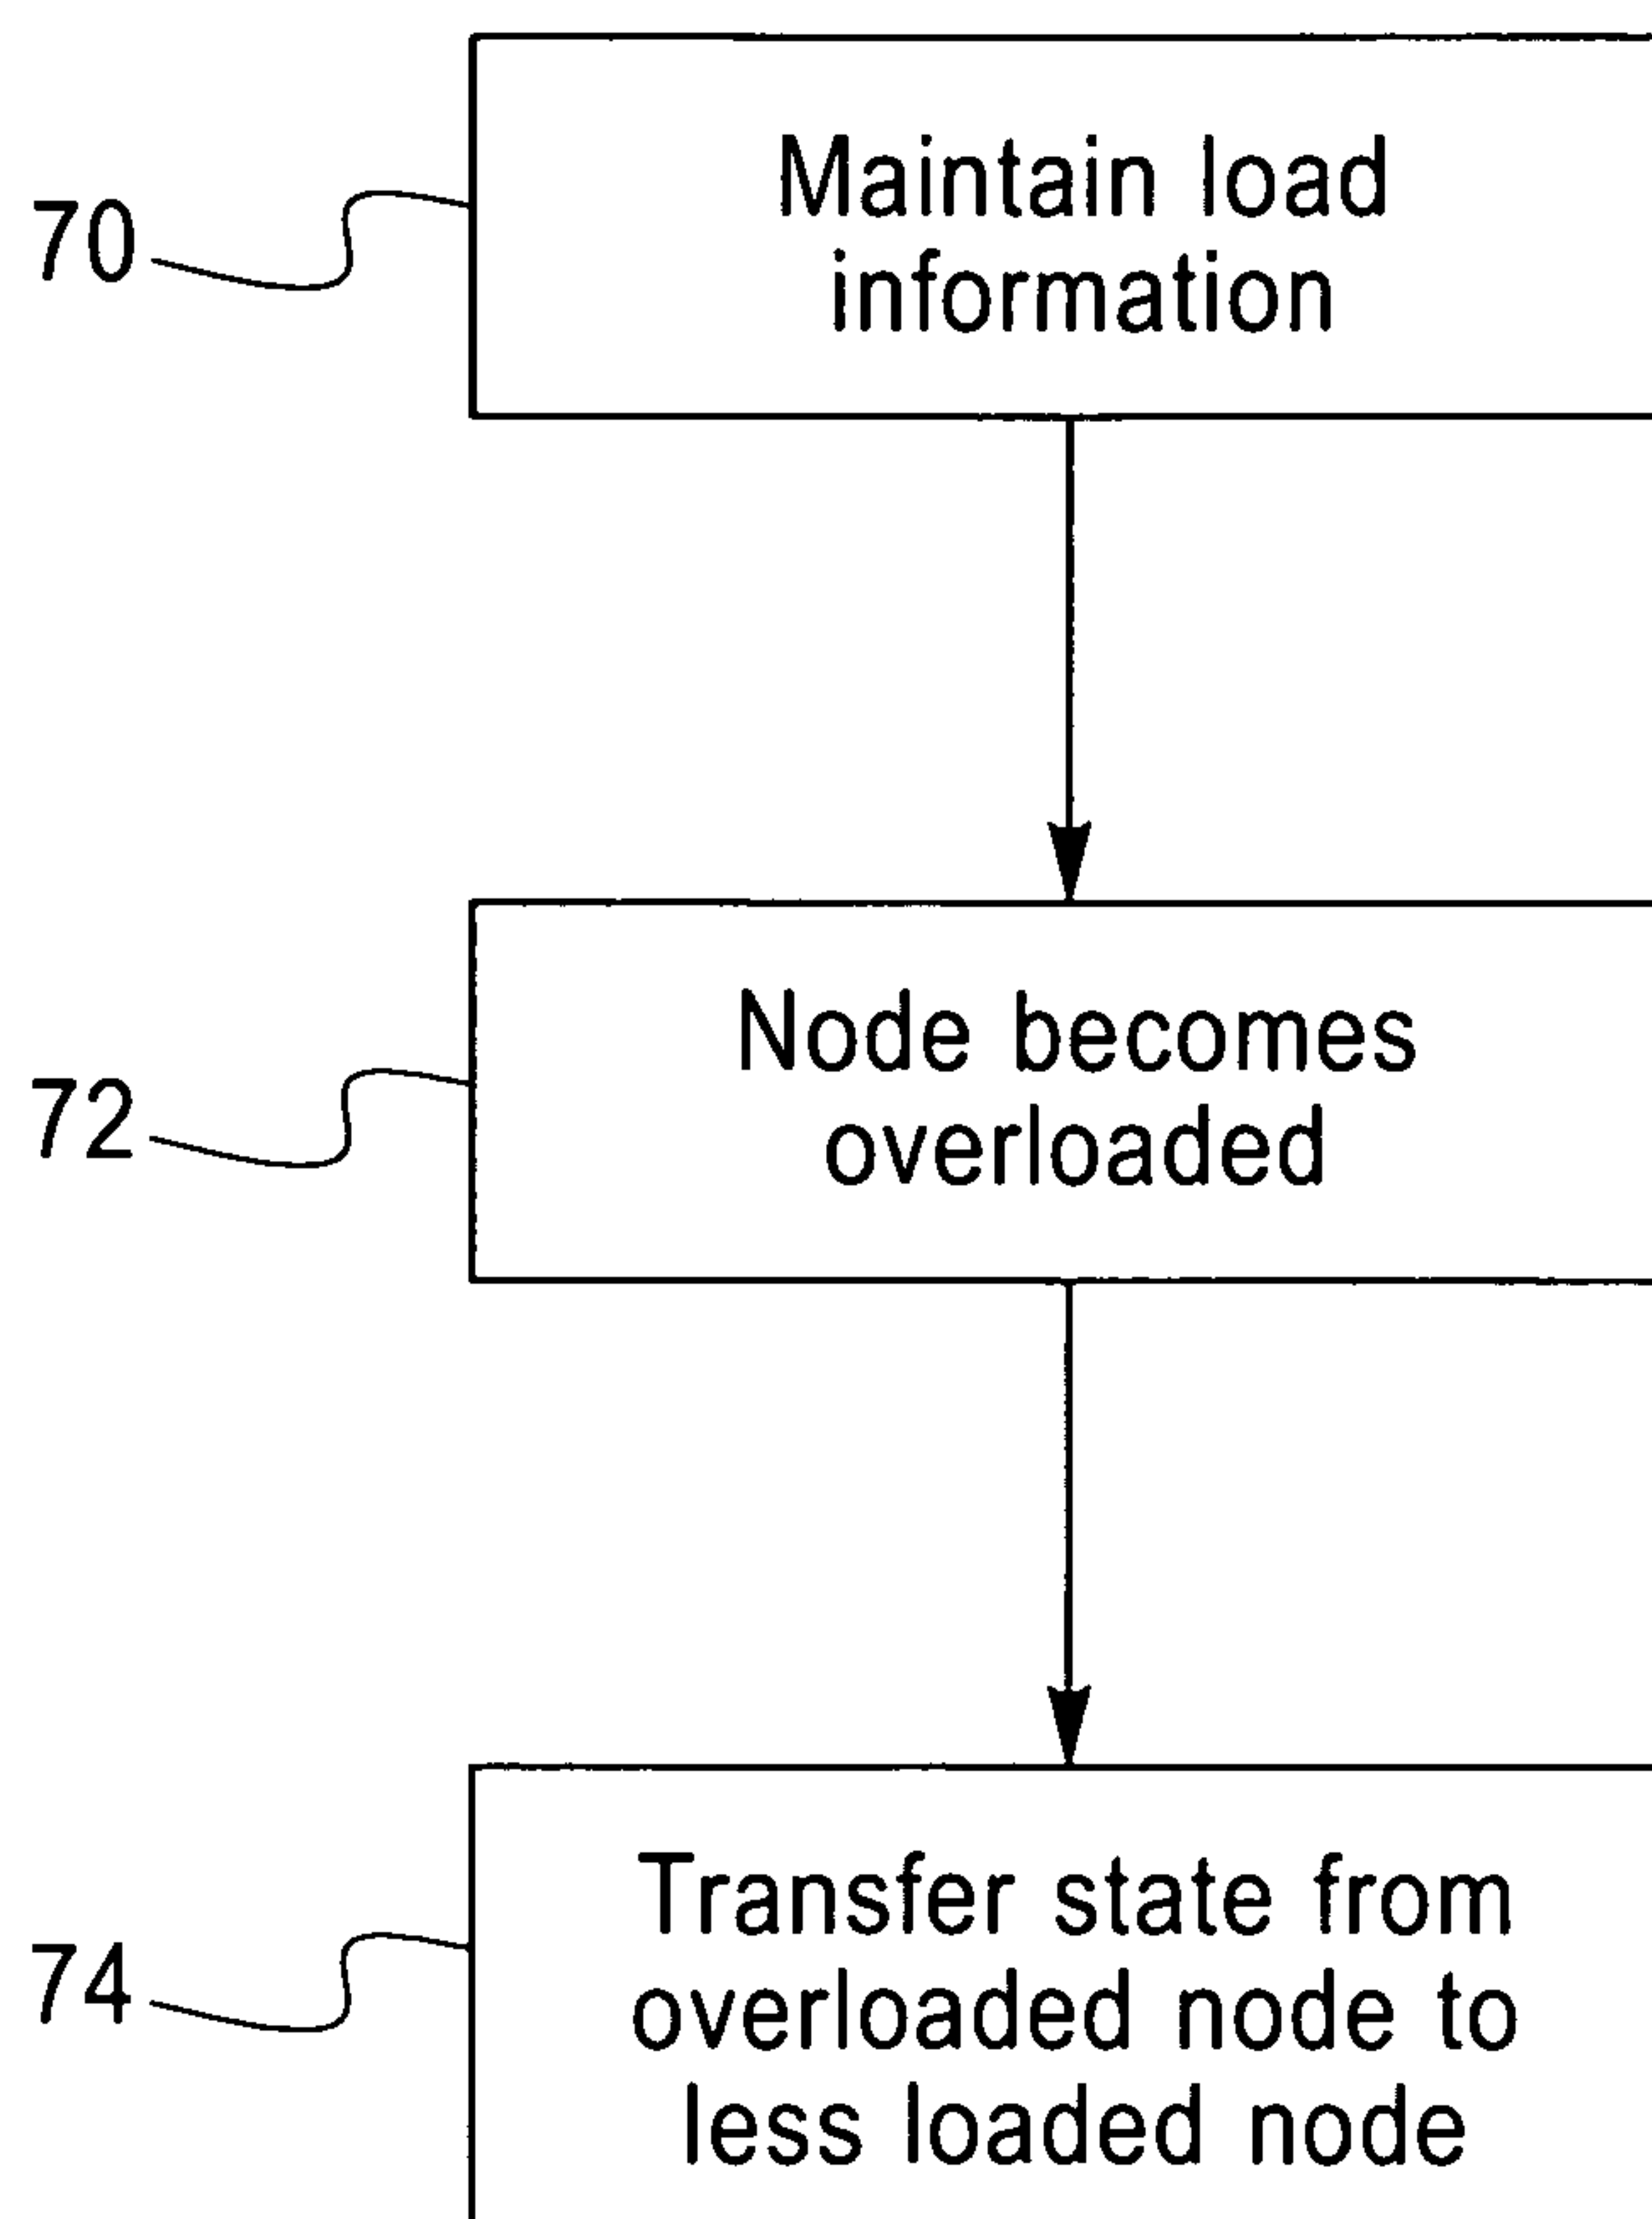 70
Maintain load
information
72
Node becomes
overloaded
74
Transfer state from
overloaded node to
less loaded node